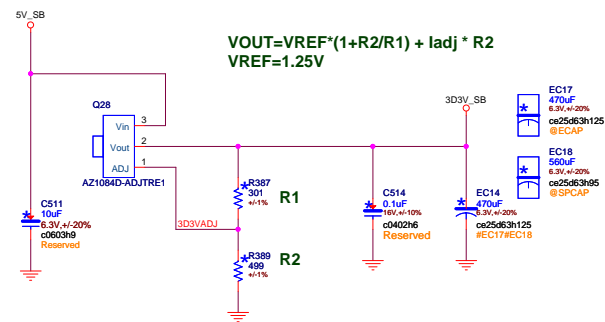 5V_SB
VOUT=VREF*(1+R2/R1) + Iadj * R2
VREF=1.25V
Q28
Vin 3
Vout 2
ADJ 1
AZ1084D-ADJTRE1
3D3V_SB
EC17
470uF
6.3V,+/-20%
ce25d63h125
@ECAP
EC18
560uF
6.3V,+/-20%
ce25d63h95
@SPCAP
C511
10uF
6.3V,+/-20%
c0603h9
Reserved
R387
301
+/-1%
R1
3D3VADJ
R389
499
+/-1%
R2
C514
0.1uF
16V,+/-10%
c0402h6
Reserved
EC14
470uF
6.3V,+/-20%
ce25d63h125
#EC17#EC18